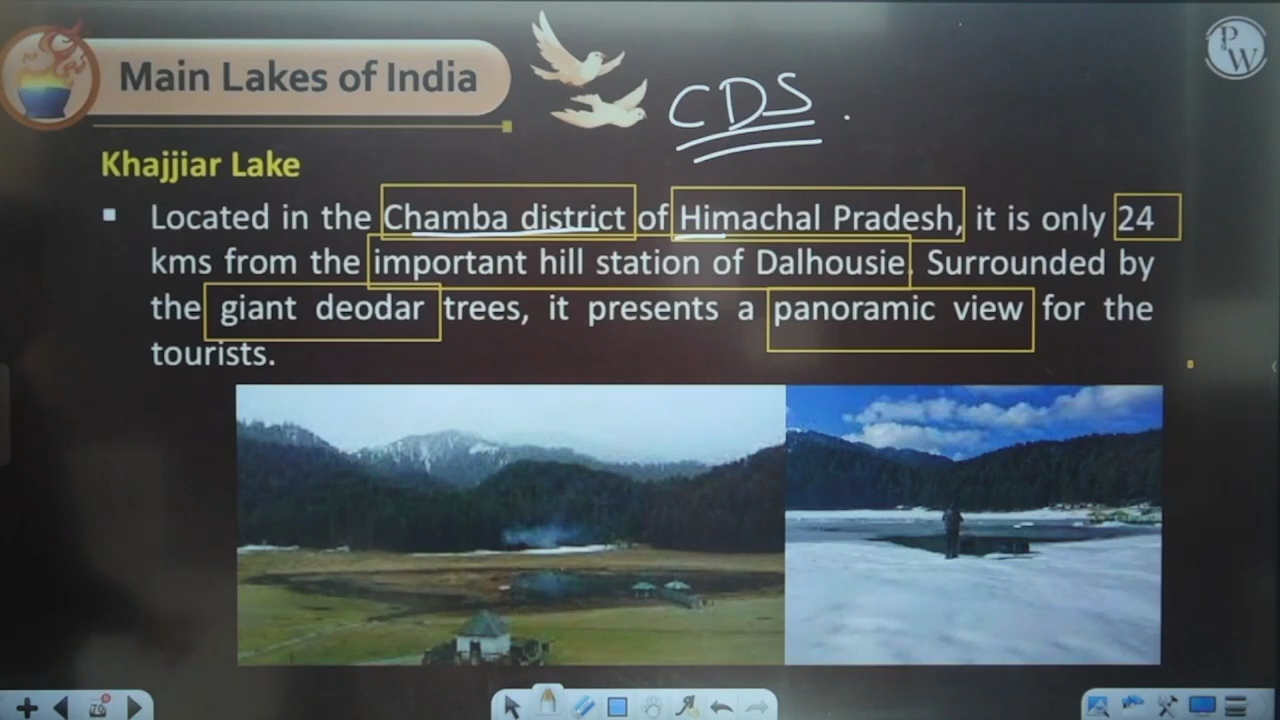 Main Lakes of India
CDS.
PW
Khajjiar Lake
▪ Located in the Chamba district of Himachal Pradesh, it is only 24
kms from the important hill station of Dalhousie. Surrounded by
the giant deodar trees, it presents a panoramic view for the
tourists.
70